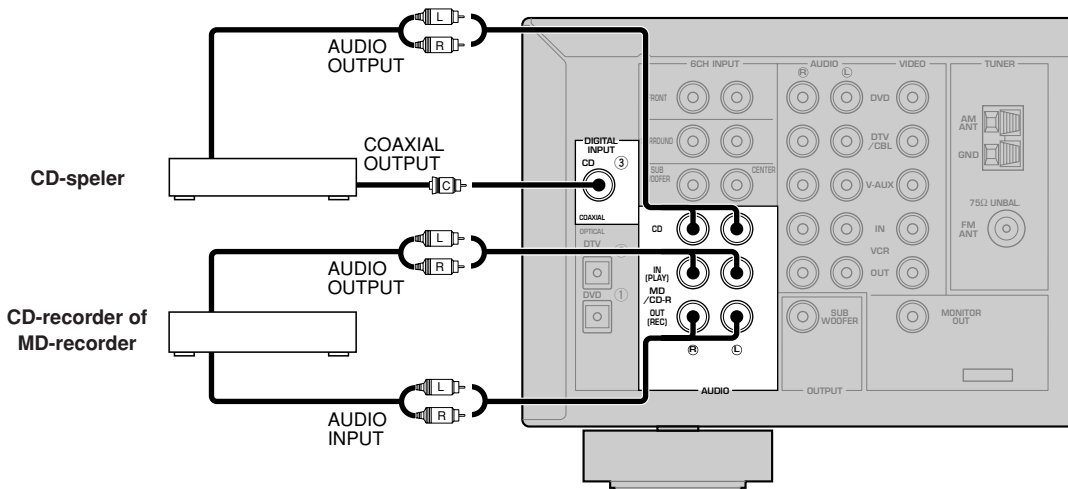 L
R
AUDIO
OUTPUT
COAXIAL
OUTPUT
C
CD-speler
L
R
AUDIO
OUTPUT
CD-recorder of
MD-recorder
L
R
AUDIO
INPUT
6CH INPUT
FRONT
SURROUND
SUB
WOOFER
CENTER
DIGITAL
INPUT
CD
③
COAXIAL
OPTICAL
DTV
DVD
①
CD
IN
(PLAY)
MD
/CD-R
OUT
(REC)
Ⓡ
Ⓛ
AUDIO
AUDIO
VIDEO
Ⓡ
Ⓛ
DVD
DTV
/CBL
V-AUX
IN
VCR
OUT
SUB
WOOFER
OUTPUT
MONITOR
OUT
TUNER
AM
ANT
GND
75Ω UNBAL.
FM
ANT